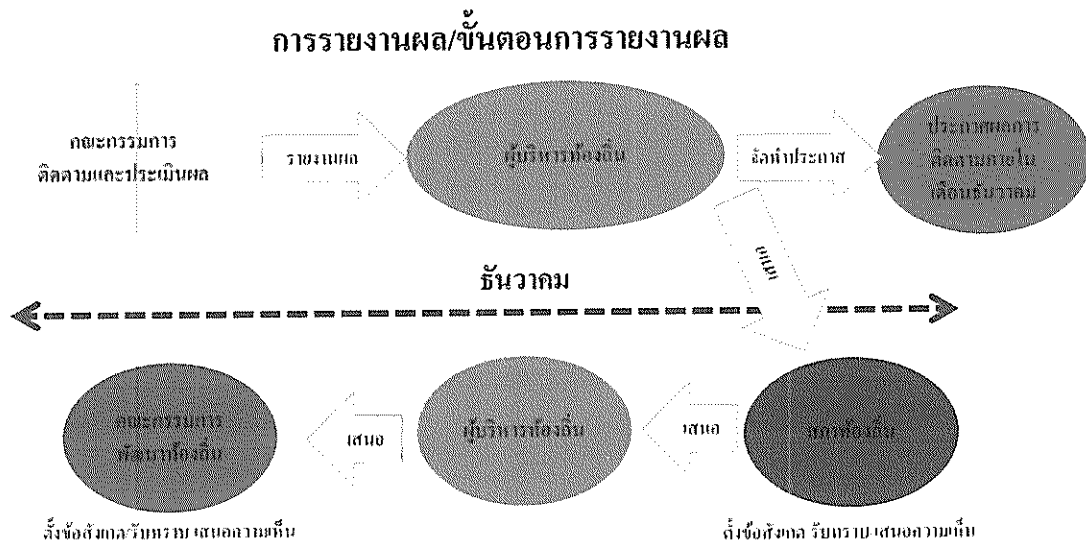 การรายงานผล/ขั้นตอนการรายงานผล
คณะกรรมการ
ติดตามและประเมินผล
รายงานผล
ผู้บริหารท้องถิ่น
จัดทำประกาศ
ประกาศผลการ
ติดตามภายใน
เดือนธันวาคม
เสนอ
ธันวาคม
คณะกรรมการ
พัฒนาท้องถิ่น
เสนอ
ผู้บริหารท้องถิ่น
เสนอ
สภาท้องถิ่น
ตั้งข้อสังเกต/รับทราบ/เสนอความเห็น
ตั้งข้อสังเกต/รับทราบ/เสนอความเห็น